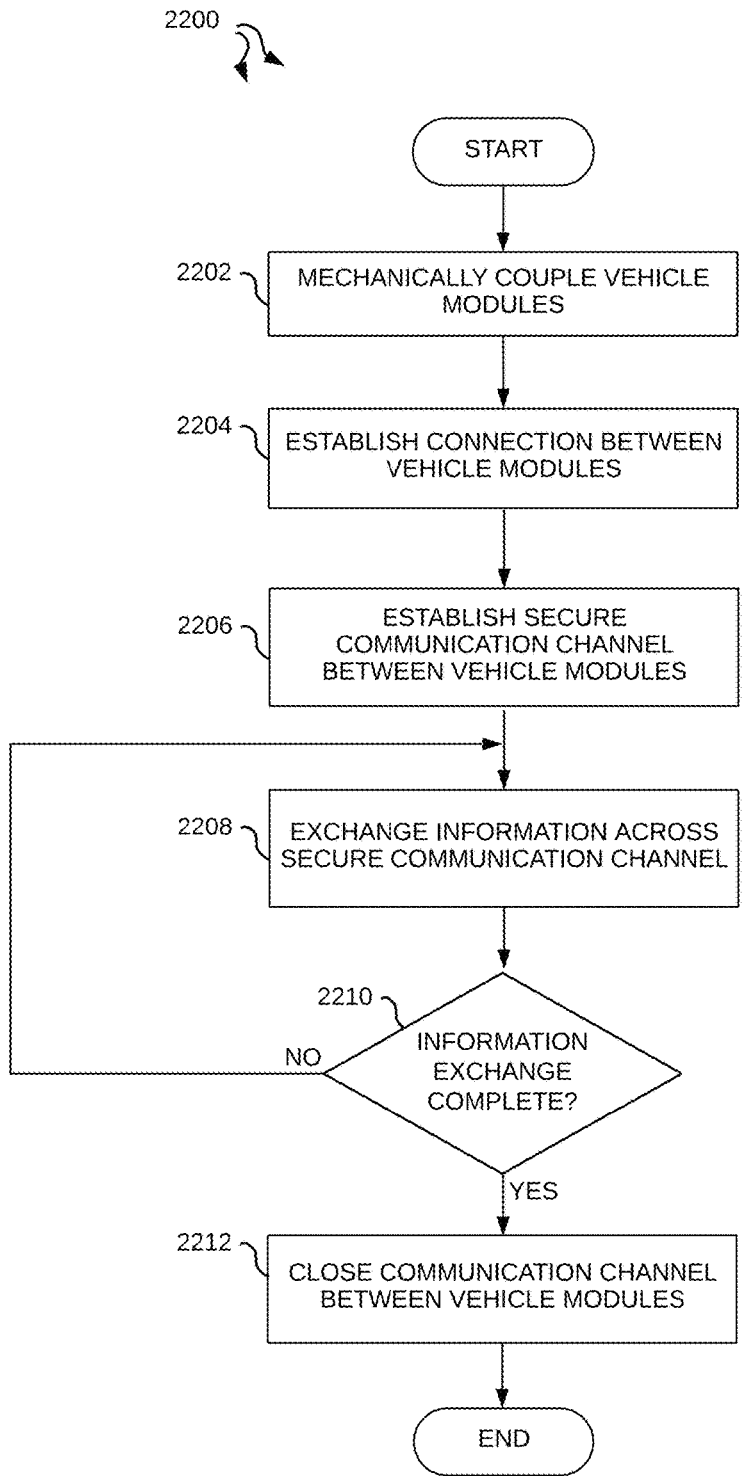 2200
START
2202
MECHANICALLY COUPLE VEHICLE
MODULES
2204
ESTABLISH CONNECTION BETWEEN
VEHICLE MODULES
2206
ESTABLISH SECURE
COMMUNICATION CHANNEL
BETWEEN VEHICLE MODULES
2208
EXCHANGE INFORMATION ACROSS
SECURE COMMUNICATION CHANNEL
2210
INFORMATION
EXCHANGE
COMPLETE?
NO
YES
2212
CLOSE COMMUNICATION CHANNEL
BETWEEN VEHICLE MODULES
END